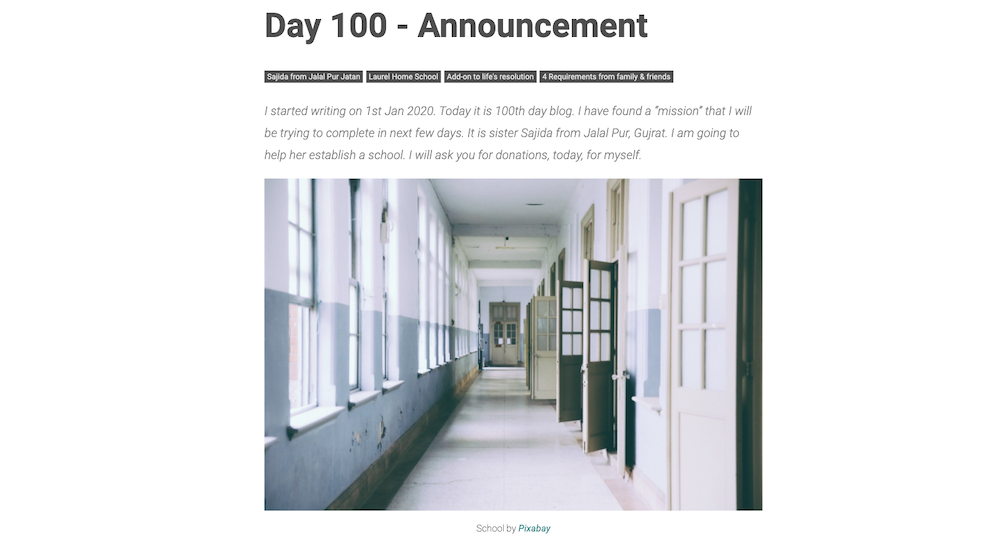 Day 100 - Announcement
Sajida from Jalal Pur Jatan Laurel Home School Add-on to life's resolution 4 Requirements from family & friends
I started writing on 1st Jan 2020. Today it is 100th day blog. I have found a “mission” that I will
be trying to complete in next few days. It is sister Sajida from Jalal Pur, Gujrat. I am going to
help her establish a school. I will ask you for donations, today, for myself.
School by Pixabay